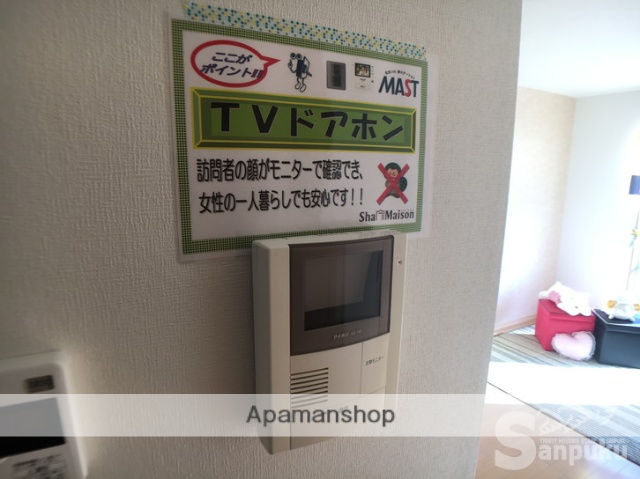 ここが
ポイント!!
MAST
TVドアホン
訪問者の顔がモニターで確認でき、
女性の一人暮らしでも安心です!!
ShaMaison
Apamanshop
Sanpuku